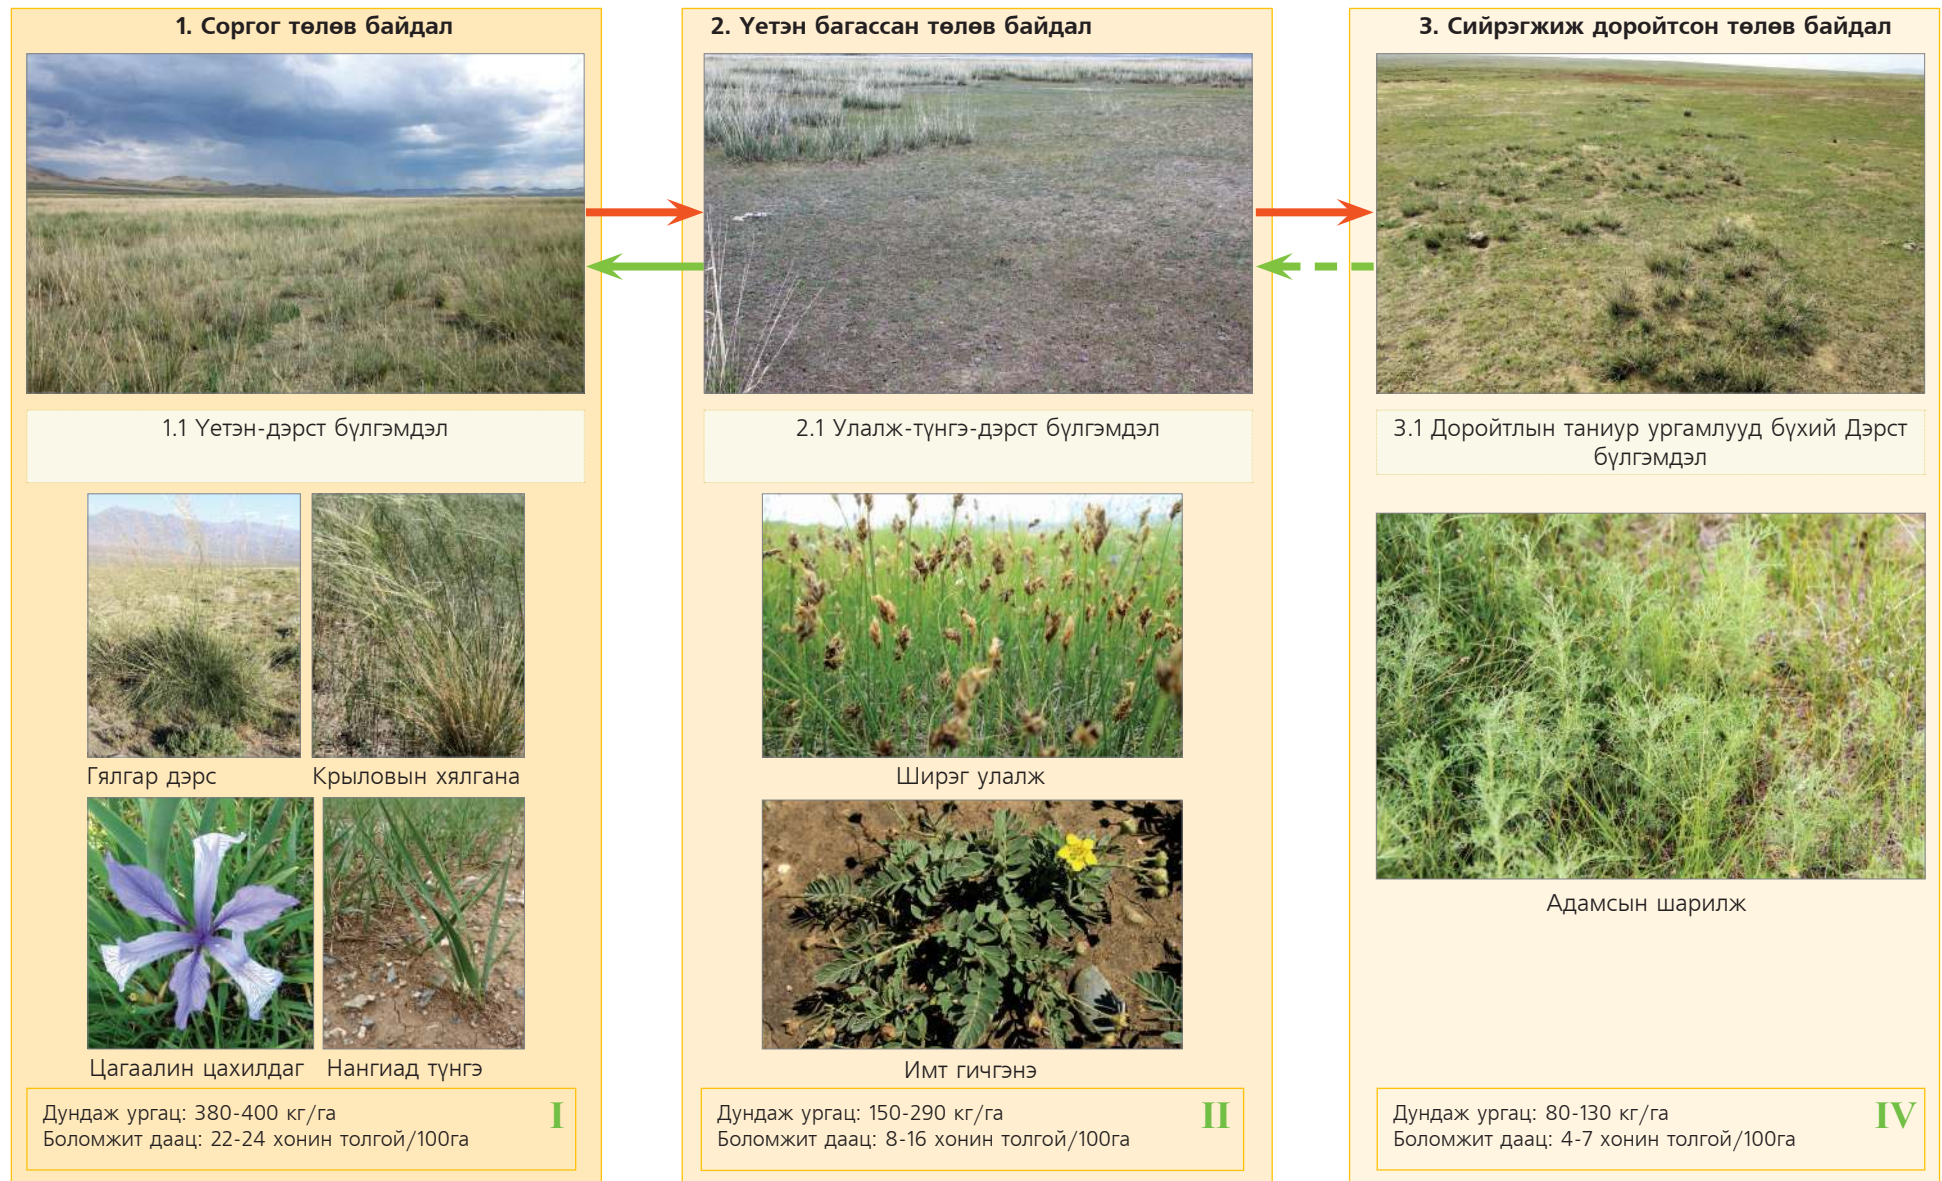 1. Соргог төлөв байдал
1.1 Үетэн-дэрст бүлгэмдэл
Гялгар дэрс
Крыловын хялгана
Цагаалин цахилдаг
Нангиад түнгэ
Дундаж ургац: 380-400 кг/га
Боломжит даац: 22-24 хонин толгой/100га
I
2. Үетэн багассан төлөв байдал
2.1 Улалж-түнгэ-дэрст бүлгэмдэл
Ширэг улалж
Имт гичгэнэ
Дундаж ургац: 150-290 кг/га
Боломжит даац: 8-16 хонин толгой/100га
II
3. Сийрэгжиж доройтсон төлөв байдал
3.1 Доройтлын таниур ургамлууд бүхий Дэрст
бүлгэмдэл
Адамсын шарилж
Дундаж ургац: 80-130 кг/га
Боломжит даац: 4-7 хонин толгой/100га
IV